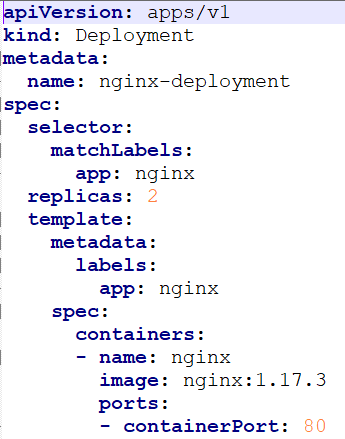 apiVersion: apps/v1
kind: Deployment
metadata:
  name: nginx-deployment
spec:
  selector:
    matchLabels:
      app: nginx
  replicas: 2
  template:
    metadata:
      labels:
        app: nginx
    spec:
      containers:
      - name: nginx
        image: nginx:1.17.3
        ports:
        - containerPort: 80